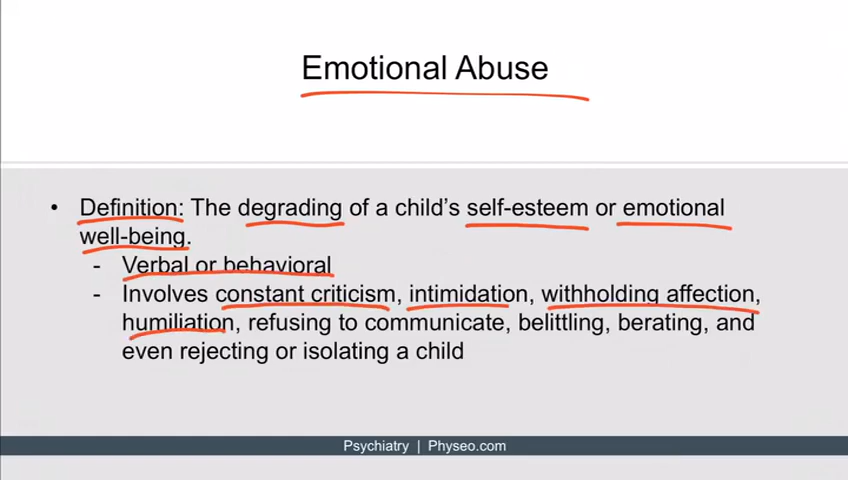 Emotional Abuse
• Definition: The degrading of a child's self-esteem or emotional
well-being.
- Verbal or behavioral
- Involves constant criticism, intimidation, withholding affection,
humiliation, refusing to communicate, belittling, berating, and
even rejecting or isolating a child
Psychiatry | Physeo.com